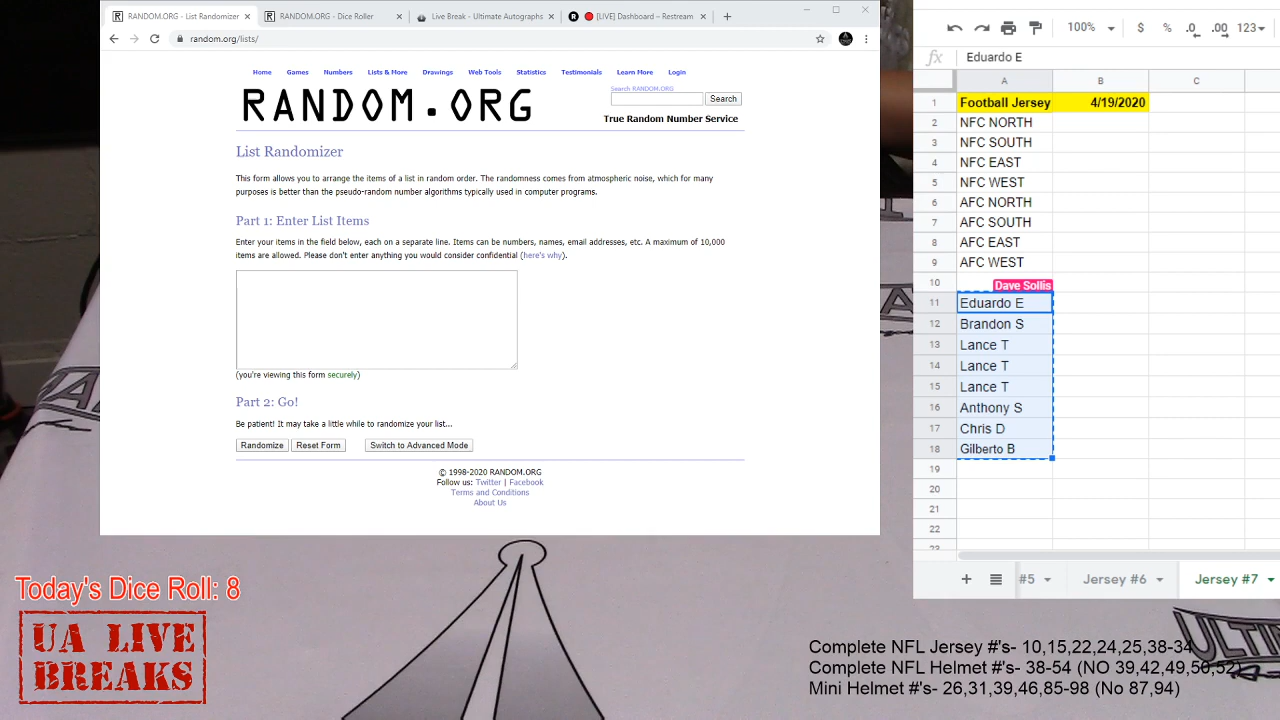 RANDOM.ORG - List Randomizer
RANDOM.ORG - Dice Roller
Live Break - Ultimate Autographs
[LIVE] Dashboard – Restream
random.org/lists/
Home Games Numbers Lists & More Drawings Web Tools Statistics Testimonials Learn More Login
Search RANDOM.ORG
RANDOM.ORG
Search
True Random Number Service
List Randomizer
This form allows you to arrange the items of a list in random order. The randomness comes from atmospheric noise, which for many
purposes is better than the pseudo-random number algorithms typically used in computer programs.
Part 1: Enter List Items
Enter your items in the field below, each on a separate line. Items can be numbers, names, email addresses, etc. A maximum of 10,000
items are allowed. Please don't enter anything you would consider confidential (here's why).
(you're viewing this form securely)
Part 2: Go!
Be patient! It may take a little while to randomize your list...
Randomize Reset Form Switch to Advanced Mode
© 1998-2020 RANDOM.ORG
Follow us: Twitter | Facebook
Terms and Conditions
About Us
100% $ % .0 .00 123
fx Eduardo E
A B C
1 Football Jersey 4/19/2020
2 NFC NORTH
3 NFC SOUTH
4 NFC EAST
5 NFC WEST
6 AFC NORTH
7 AFC SOUTH
8 AFC EAST
9 AFC WEST
10 Dave Sollis
11 Eduardo E
12 Brandon S
13 Lance T
14 Lance T
15 Lance T
16 Anthony S
17 Chris D
18 Gilberto B
19
20
21
22
23
#5 Jersey #6 Jersey #7
Today's Dice Roll: 8
UA LIVE
BREAKS
Complete NFL Jersey #'s- 10,15,22,24,25,38-34
Complete NFL Helmet #'s- 38-54 (NO 39,42,49,50,52)
Mini Helmet #'s- 26,31,39,46,85-98 (No 87,94)